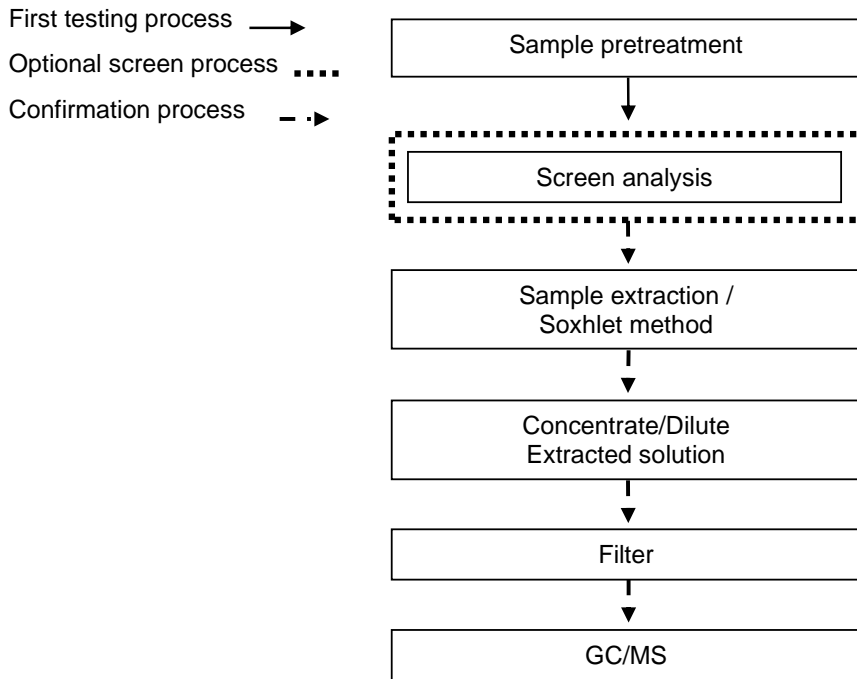 First testing process
Optional screen process
Confirmation process
Sample pretreatment
Screen analysis
Sample extraction /
Soxhlet method
Concentrate/Dilute
Extracted solution
Filter
GC/MS